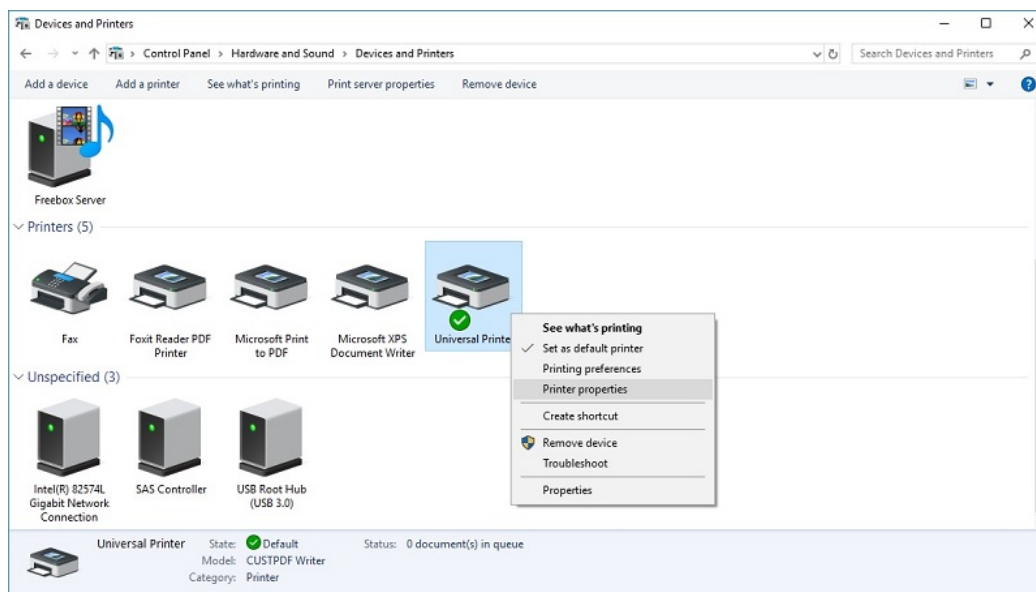 Devices and Printers
Control Panel > Hardware and Sound > Devices and Printers
Search Devices and Printers
Add a device Add a printer See what's printing Print server properties Remove device
Freebox Server
Printers (5)
Fax
Foxit Reader PDF
Printer
Microsoft Print
to PDF
Microsoft XPS
Document Writer
Universal Printe
See what's printing
Set as default printer
Printing preferences
Printer properties
Create shortcut
Remove device
Troubleshoot
Properties
Unspecified (3)
Intel(R) 82574L
Gigabit Network
Connection
SAS Controller
USB Root Hub
(USB 3.0)
Universal Printer State: Default Status: 0 document(s) in queue
Model: CUSTPDF Writer
Category: Printer